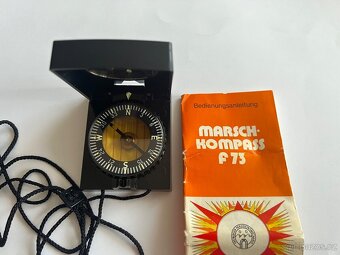 Bedienungsanleitung
MARSCH-
KOMPASS
F 73
N
E
S
W